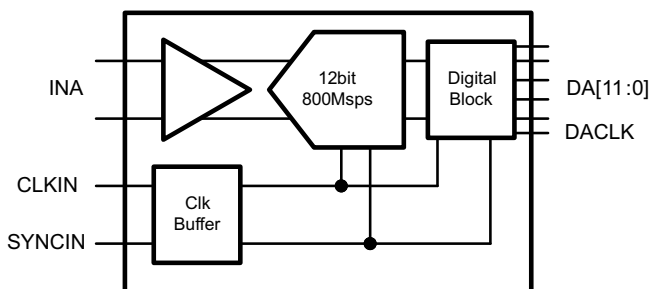 INA
12bit
800Msps
Digital
Block
DA[11:0]
DACLK
CLKIN
Clk
Buffer
SYNCIN